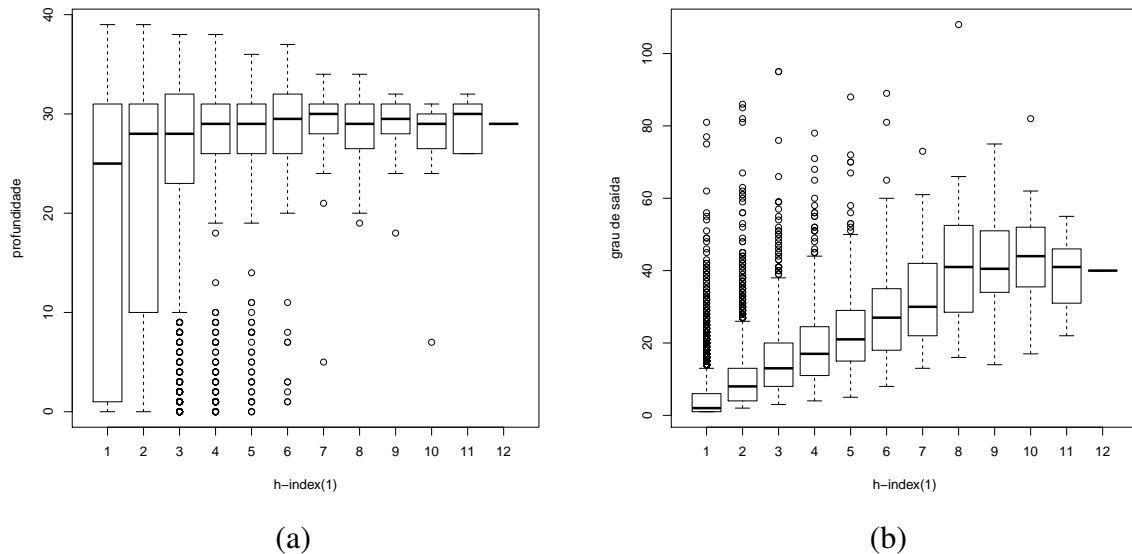 0 10 20 30 40
profundidade
1 2 3 4 5 6 7 8 9 10 11 12
h−index(1)
(a)
0 20 40 60 80 100
grau de saída
1 2 3 4 5 6 7 8 9 10 11 12
h−index(1)
(b)